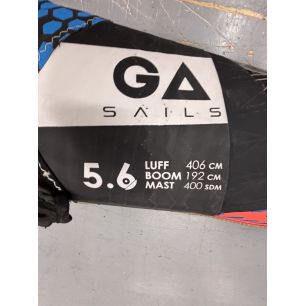 GA
SAILS
5.6
LUFF 406 CM
BOOM 192 CM
MAST 400 SDM